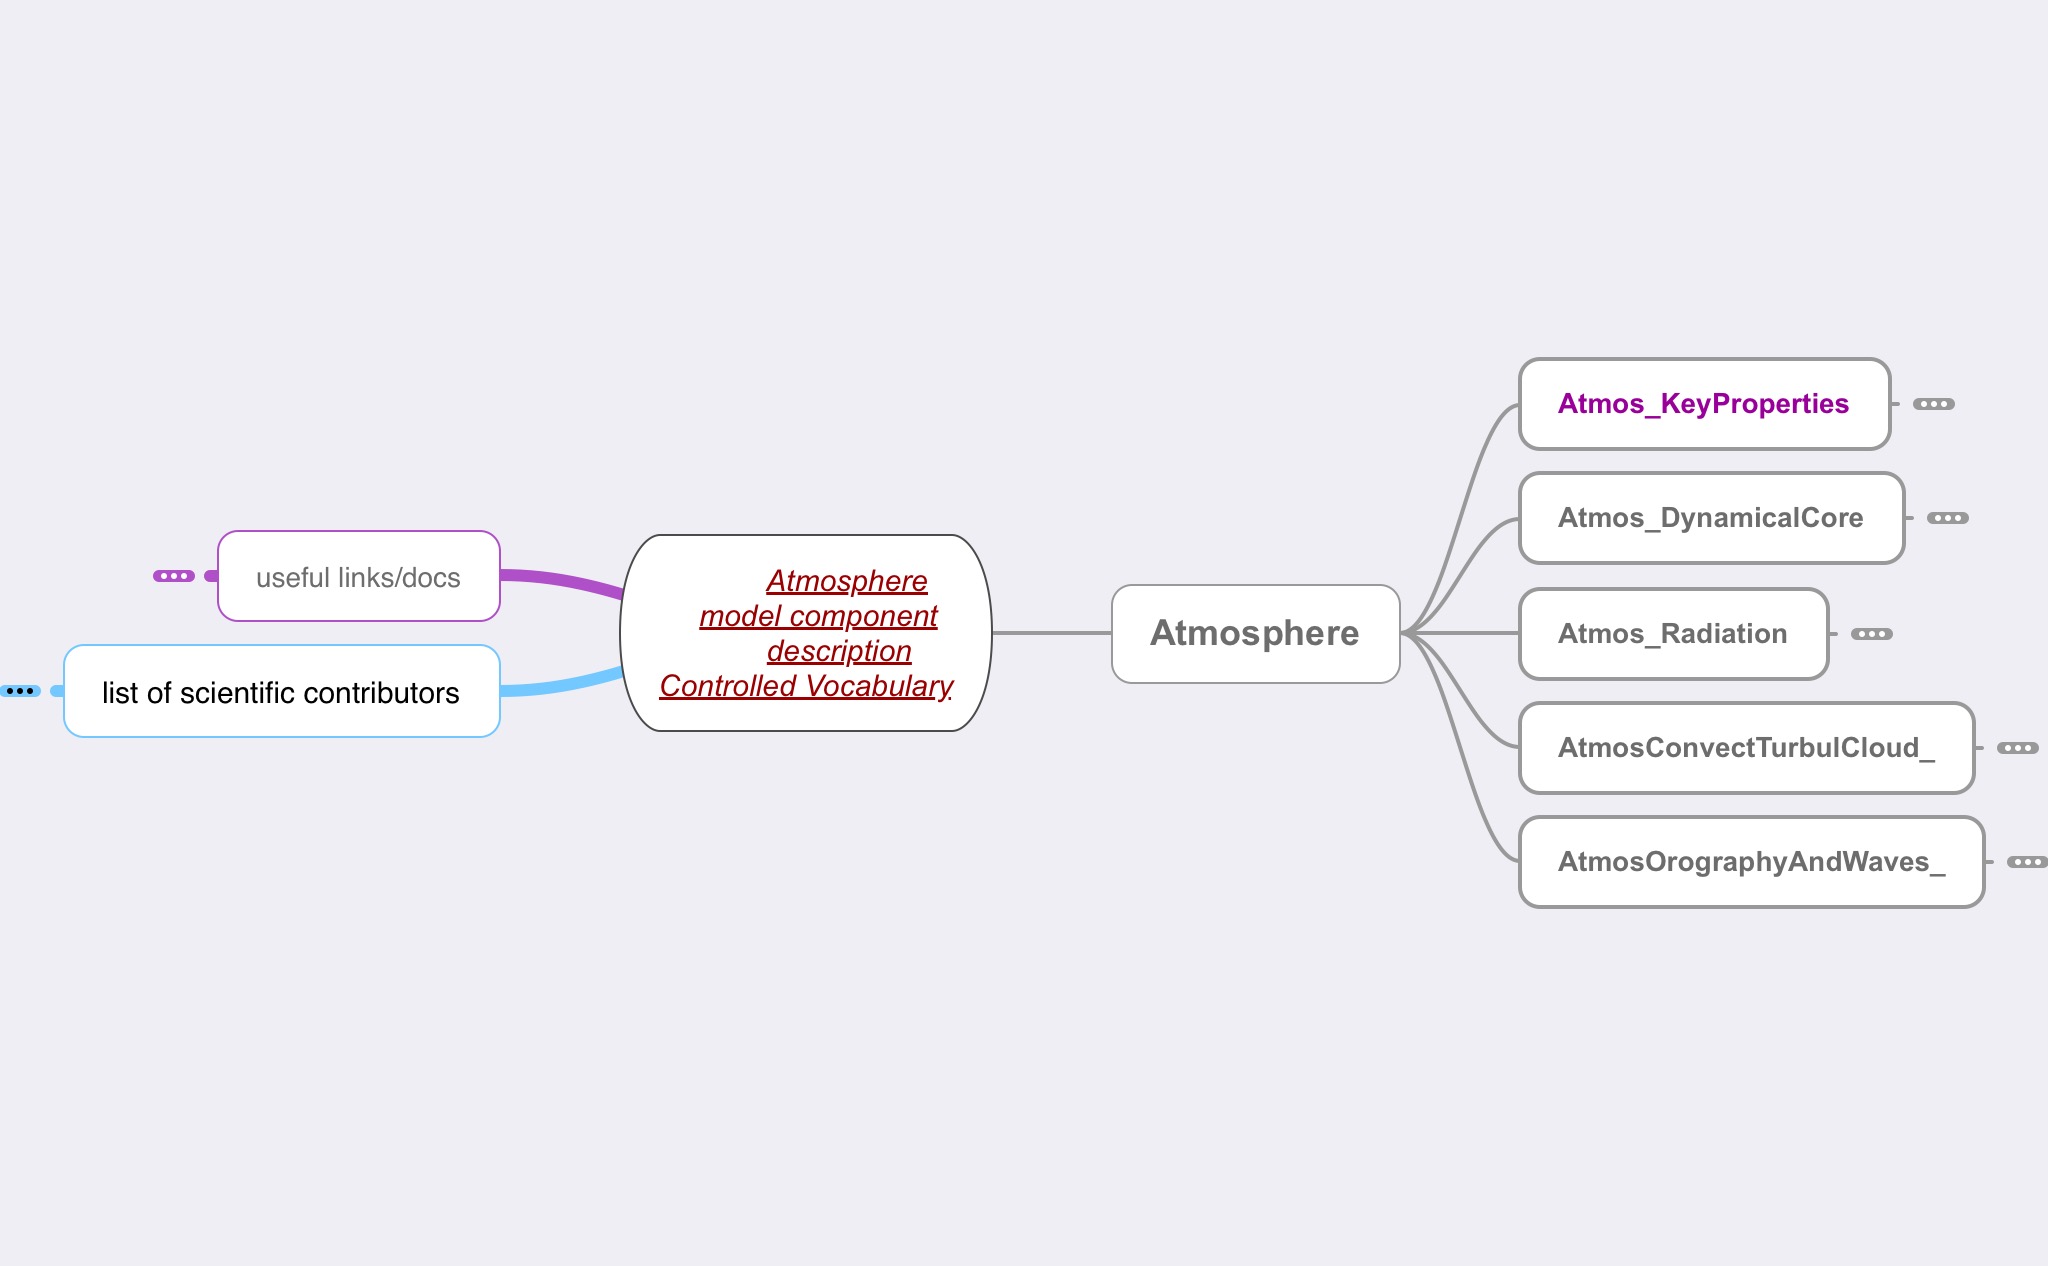 useful links/docs
list of scientific contributors
Atmosphere
model component
description
Controlled Vocabulary
Atmosphere
Atmos_KeyProperties
Atmos_DynamicalCore
Atmos_Radiation
AtmosConvectTurbulCloud_
AtmosOrographyAndWaves_